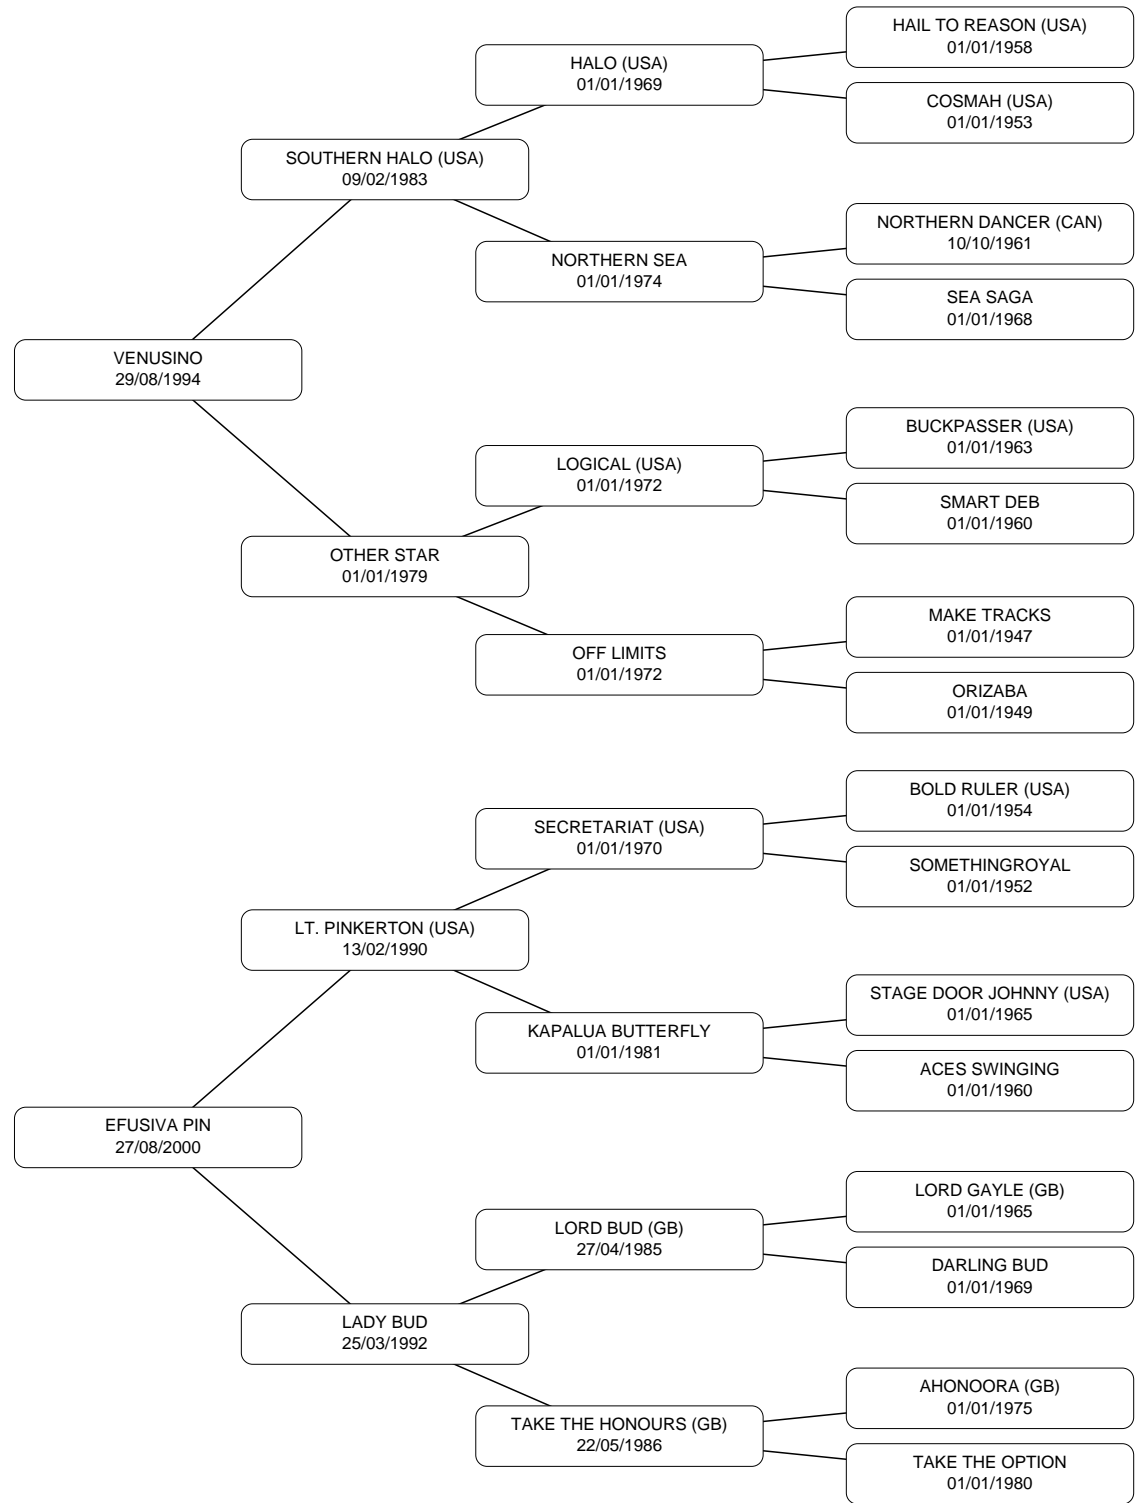 HAIL TO REASON (USA)
01/01/1958
HALO (USA)
01/01/1969
COSMAH (USA)
01/01/1953
SOUTHERN HALO (USA)
09/02/1983
NORTHERN DANCER (CAN)
10/10/1961
NORTHERN SEA
01/01/1974
SEA SAGA
01/01/1968
VENUSINO
29/08/1994
BUCKPASSER (USA)
01/01/1963
LOGICAL (USA)
01/01/1972
SMART DEB
01/01/1960
OTHER STAR
01/01/1979
MAKE TRACKS
01/01/1947
OFF LIMITS
01/01/1972
ORIZABA
01/01/1949
BOLD RULER (USA)
01/01/1954
SECRETARIAT (USA)
01/01/1970
SOMETHINGROYAL
01/01/1952
LT. PINKERTON (USA)
13/02/1990
STAGE DOOR JOHNNY (USA)
01/01/1965
KAPALUA BUTTERFLY
01/01/1981
ACES SWINGING
01/01/1960
EFUSIVA PIN
27/08/2000
LORD GAYLE (GB)
01/01/1965
LORD BUD (GB)
27/04/1985
DARLING BUD
01/01/1969
LADY BUD
25/03/1992
AHONOORA (GB)
01/01/1975
TAKE THE HONOURS (GB)
22/05/1986
TAKE THE OPTION
01/01/1980